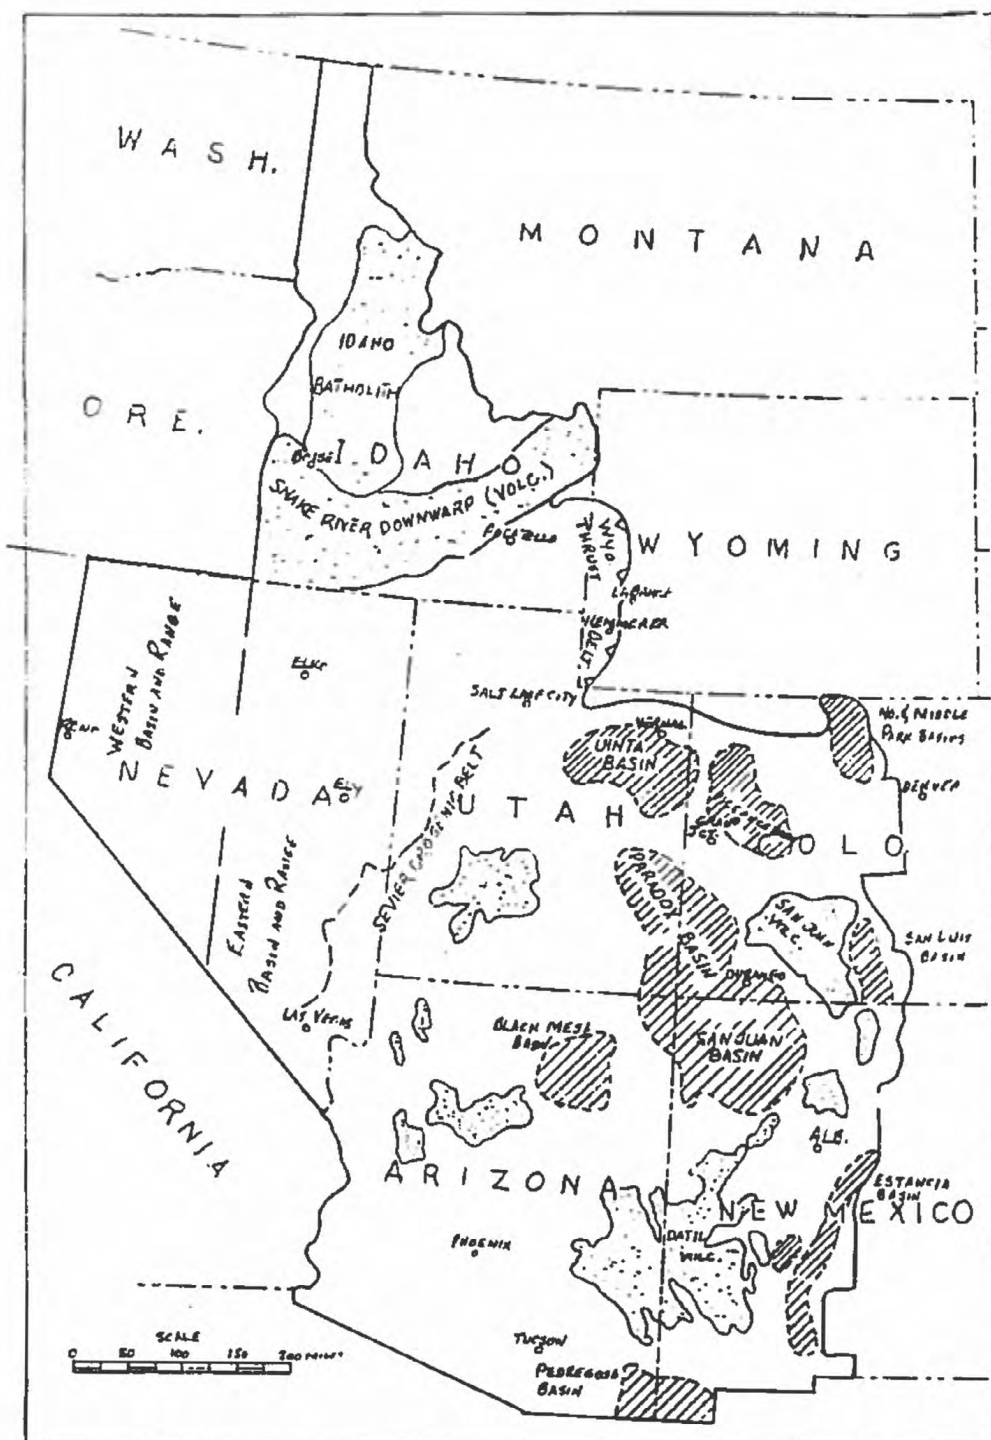 WASH.
MONTANA
IDAHO
BATHOLITH
ORE.
BOISE
IDAHO
SNAKE RIVER DOWNWARP (VOLC.)
POCATELLO
WYO.
THRUST
BELT
WYOMING
LABARGE
KEMMERER
WESTERN
BASIN AND RANGE
ELKO
SALT LAKE CITY
VERNAL
NO. & MIDDLE
PARK BASINS
RENO
UINTA
BASIN
DENVER
NEVADA
ELY
UTAH
COLO.
SEVIER OROGENIC BELT
EASTERN
BASIN AND RANGE
PARADOX
BASIN
SAN JUAN
VOLC.
SAN LUIS
BASIN
DURANGO
CALIFORNIA
LAS VEGAS
BLACK MESA
BASIN
SAN JUAN
BASIN
ALB.
ARIZONA
ESTANCIA
BASIN
NEW MEXICO
PHOENIX
DATIL
VOLC.
TUCSON
SCALE
0 50 100 150 200 MILES
PEDREGOSA
BASIN